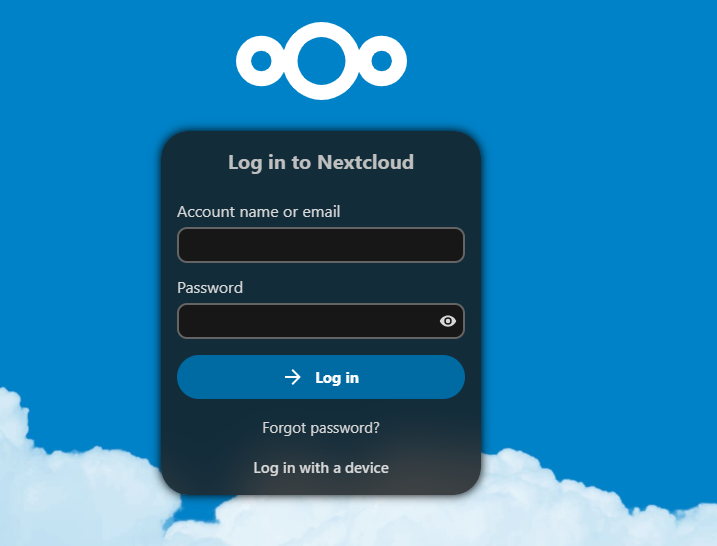 Log in to Nextcloud
Account name or email
Password
Log in
Forgot password?
Log in with a device